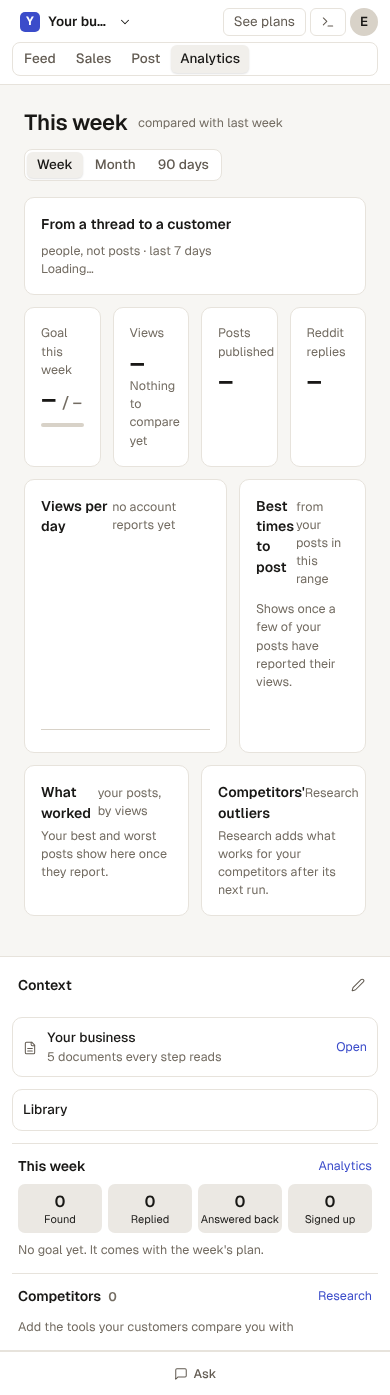 Y Your bu... See plans E
Feed Sales Post Analytics
This week compared with last week
Week Month 90 days
From a thread to a customer
people, not posts · last 7 days
Loading…
Goal
this
week
– / –
Views
–
Nothing
to
compare
yet
Posts
published
–
Reddit
replies
–
Views per
day
no account
reports yet
Best
times
to
post
from
your
posts in
this
range
Shows once a
few of your
posts have
reported their
views.
What
worked
your posts,
by views
Your best and worst
posts show here once
they report.
Competitors'
outliers
Research
Research adds what
works for your
competitors after its
next run.
Context
Your business
5 documents every step reads
Open
Library
This week Analytics
0 0 0 0
Found Replied Answered back Signed up
No goal yet. It comes with the week's plan.
Competitors 0 Research
Add the tools your customers compare you with
Ask